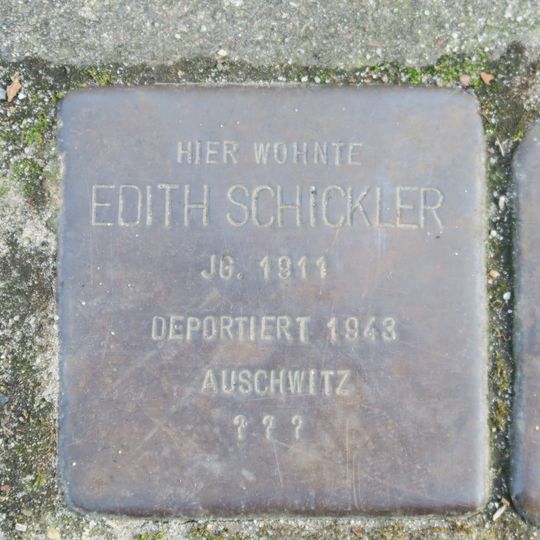 HIER WOHNTE
EDITH SCHICKLER
JG. 1911
DEPORTIERT 1943
AUSCHWITZ
? ? ?